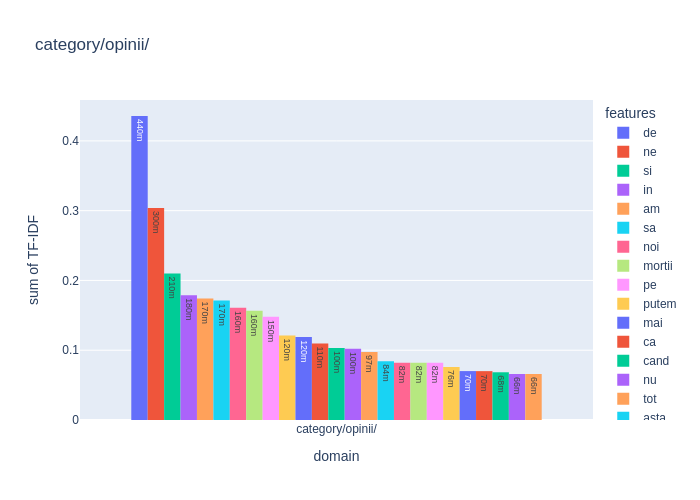 category/opinii/
sum of TF-IDF
0.4
0.3
0.2
0.1
0
440m
300m
210m
180m
170m
170m
160m
160m
150m
120m
120m
110m
100m
100m
97m
84m
82m
82m
82m
76m
70m
70m
68m
66m
66m
category/opinii/
domain
features
de
ne
si
in
am
sa
noi
mortii
pe
putem
mai
ca
cand
nu
tot
asta